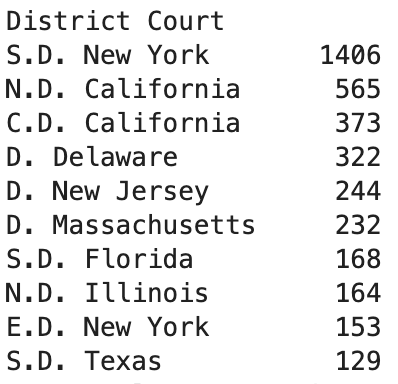 District Court
S.D. New York 1406
N.D. California 565
C.D. California 373
D. Delaware 322
D. New Jersey 244
D. Massachusetts 232
S.D. Florida 168
N.D. Illinois 164
E.D. New York 153
S.D. Texas 129